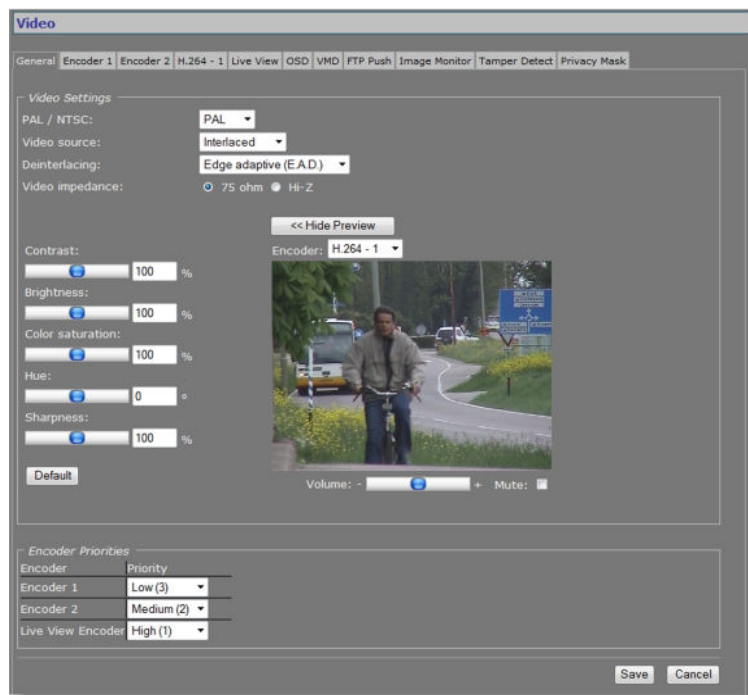 Video
General Encoder 1 Encoder 2 H.264 - 1 Live View OSD VMD FTP Push Image Monitor Tamper Detect Privacy Mask
Video Settings
PAL / NTSC: PAL
Video source: Interlaced
Deinterlacing: Edge adaptive (E.A.D.)
Video impedance: 75 ohm Hi-Z
<< Hide Preview
Encoder: H.264 - 1
Contrast:
100 %
Brightness:
100 %
Color saturation:
100 %
Hue:
0 °
Sharpness:
100 %
Default
Volume: - + Mute:
Encoder Priorities
Encoder Priority
Encoder 1 Low (3)
Encoder 2 Medium (2)
Live View Encoder High (1)
Save Cancel